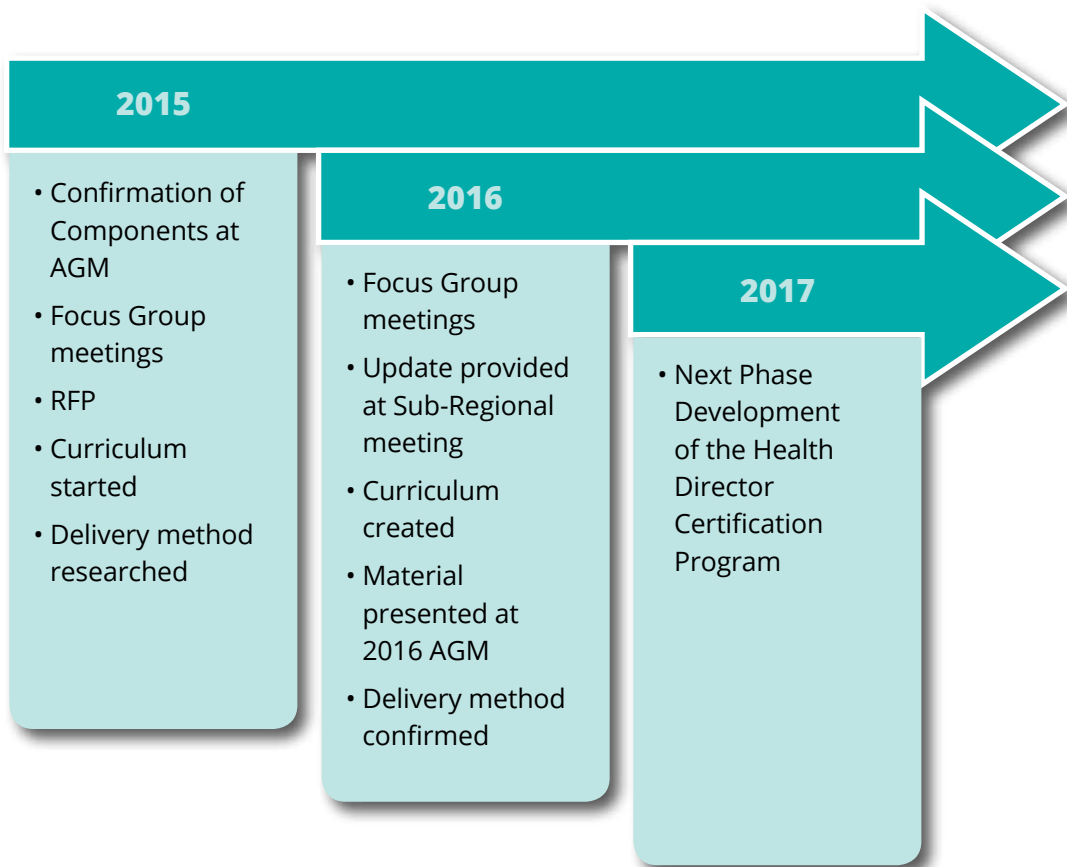 2015
• Confirmation of
Components at
AGM
• Focus Group
meetings
• RFP
• Curriculum
started
• Delivery method
researched
2016
• Focus Group
meetings
• Update provided
at Sub-Regional
meeting
• Curriculum
created
• Material
presented at
2016 AGM
• Delivery method
confirmed
2017
• Next Phase
Development
of the Health
Director
Certification
Program